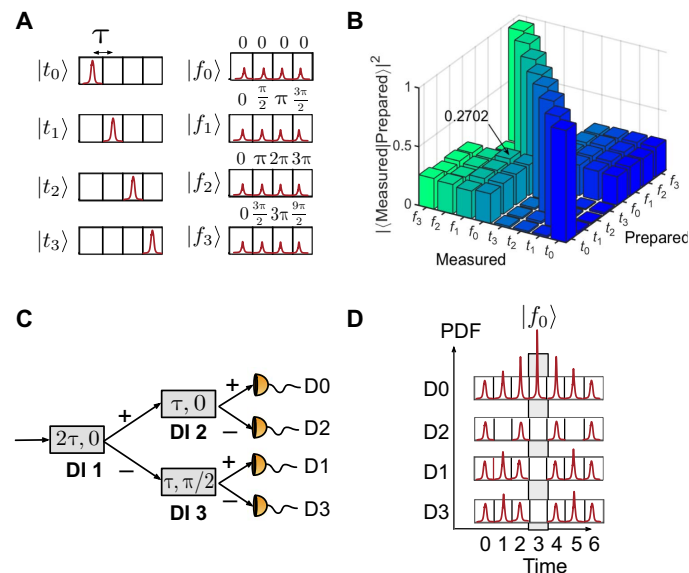 A
τ
|t₀⟩
|t₁⟩
|t₂⟩
|t₃⟩
0 0 0 0
|f₀⟩
0 π/2 π 3π/2
|f₁⟩
0 π 2π 3π
|f₂⟩
0 3π/2 3π 9π/2
|f₃⟩
B
|⟨Measured|Prepared⟩|²
1
0.5
0
0.2702
f₃ f₂ f₁ f₀ t₃ t₂ t₁ t₀
Measured
t₀ t₁ t₂ t₃ f₀ f₁ f₂ f₃
Prepared
C
2τ, 0
DI 1
+
−
τ, 0
DI 2
τ, π/2
DI 3
+
−
+
−
D0
D2
D1
D3
D
PDF
|f₀⟩
D0
D2
D1
D3
0 1 2 3 4 5 6
Time